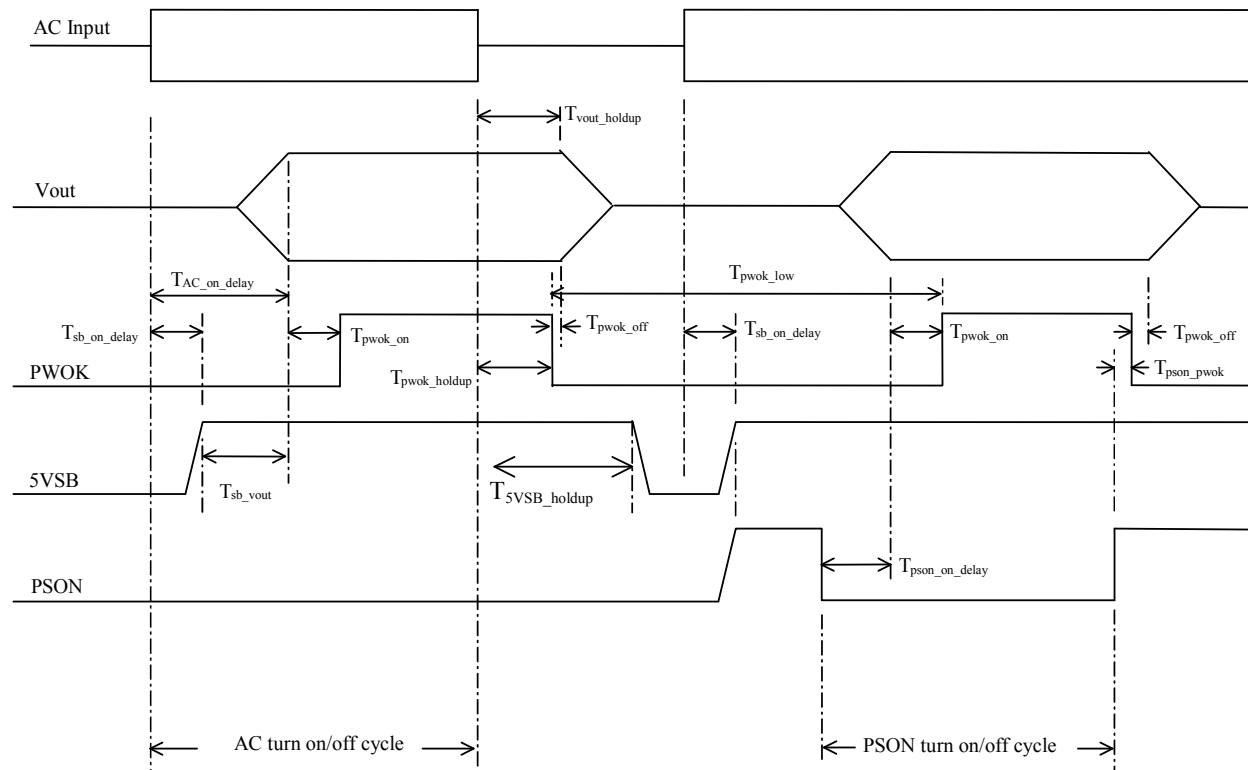 AC Input
T_vout_holdup
Vout
T_AC_on_delay
T_pwok_low
T_sb_on_delay
T_pwok_on
T_pwok_off
T_sb_on_delay
T_pwok_on
T_pwok_off
PWOK
T_pwok_holdup
T_pson_pwok
5VSB
T_sb_vout
T_5VSB_holdup
T_pson_on_delay
PSON
AC turn on/off cycle
PSON turn on/off cycle